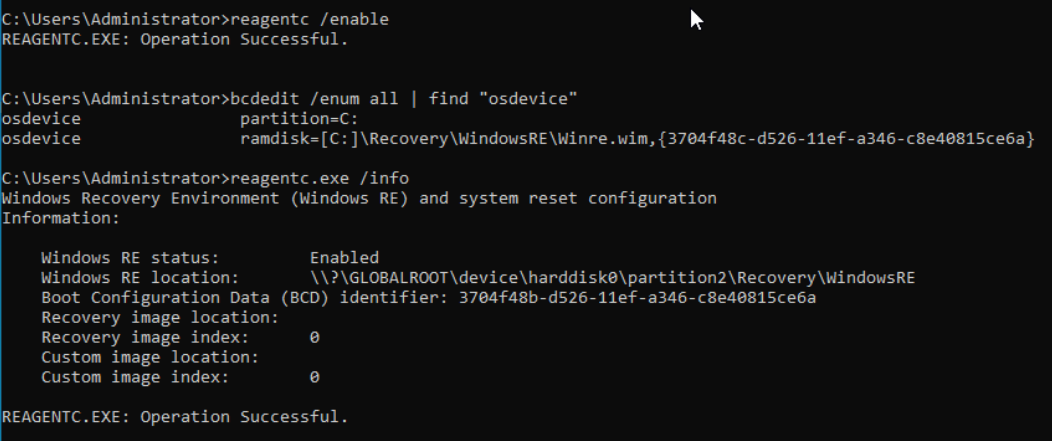 C:\Users\Administrator>reagentc /enable
REAGENTC.EXE: Operation Successful.
C:\Users\Administrator>bcdedit /enum all | find "osdevice"
osdevice                partition=C:
osdevice                ramdisk=[C:]\Recovery\WindowsRE\Winre.wim,{3704f48c-d526-11ef-a346-c8e40815ce6a}
C:\Users\Administrator>reagentc.exe /info
Windows Recovery Environment (Windows RE) and system reset configuration
Information:
    Windows RE status:         Enabled
    Windows RE location:       \\?\GLOBALROOT\device\harddisk0\partition2\Recovery\WindowsRE
    Boot Configuration Data (BCD) identifier: 3704f48b-d526-11ef-a346-c8e40815ce6a
    Recovery image location:
    Recovery image index:      0
    Custom image location:
    Custom image index:        0
REAGENTC.EXE: Operation Successful.